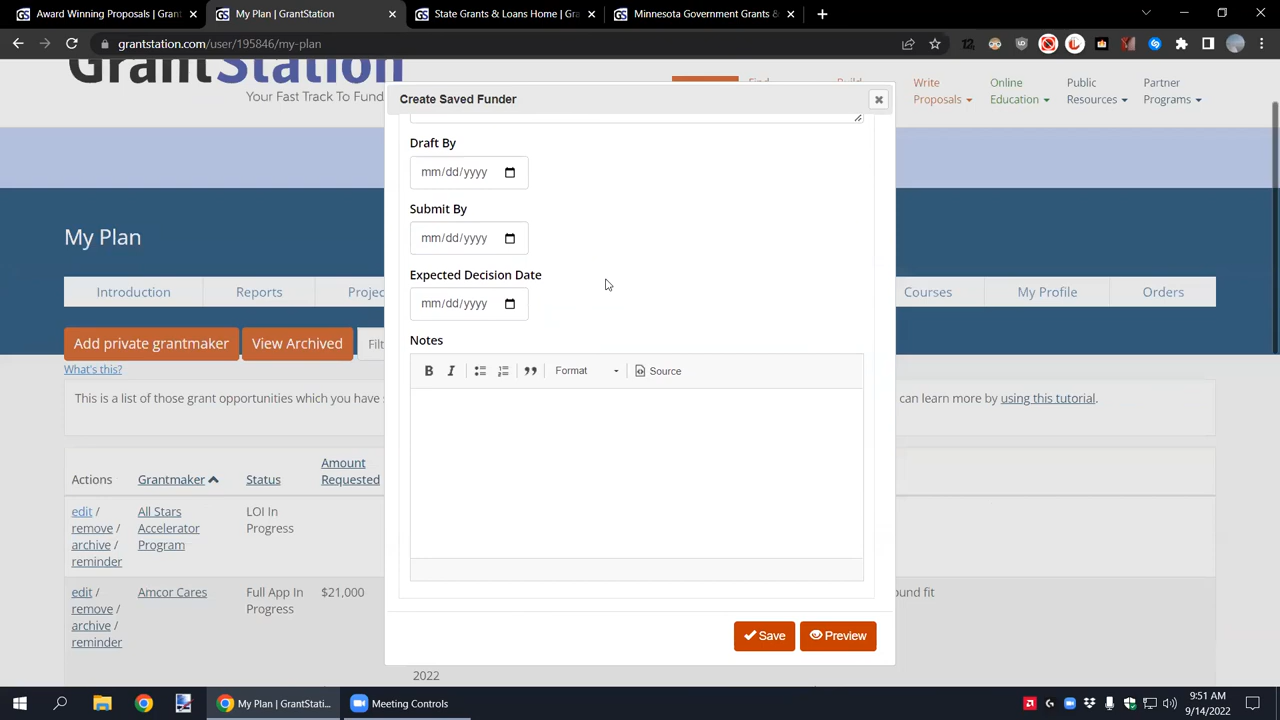 Award Winning Proposals | Grant
My Plan | GrantStation
State Grants & Loans Home | Gra
Minnesota Government Grants &
grantstation.com/user/195846/my-plan
GrantStation
Your Fast Track To Fund
Write
Proposals
Online
Education
Public
Resources
Partner
Programs
Create Saved Funder
Draft By
mm/dd/yyyy
Submit By
mm/dd/yyyy
Expected Decision Date
mm/dd/yyyy
Notes
B I Format Source
Save Preview
My Plan
Introduction Reports Projec Courses My Profile Orders
Add private grantmaker View Archived Filt
What's this?
This is a list of those grant opportunities which you have can learn more by using this tutorial.
Actions Grantmaker Status Amount Requested
edit /
remove /
archive /
reminder
All Stars
Accelerator
Program
LOI In
Progress
edit /
remove /
archive /
reminder
Amcor Cares
Full App In
Progress
$21,000
ound fit
2022
My Plan | GrantStati...
Meeting Controls
9:51 AM
9/14/2022